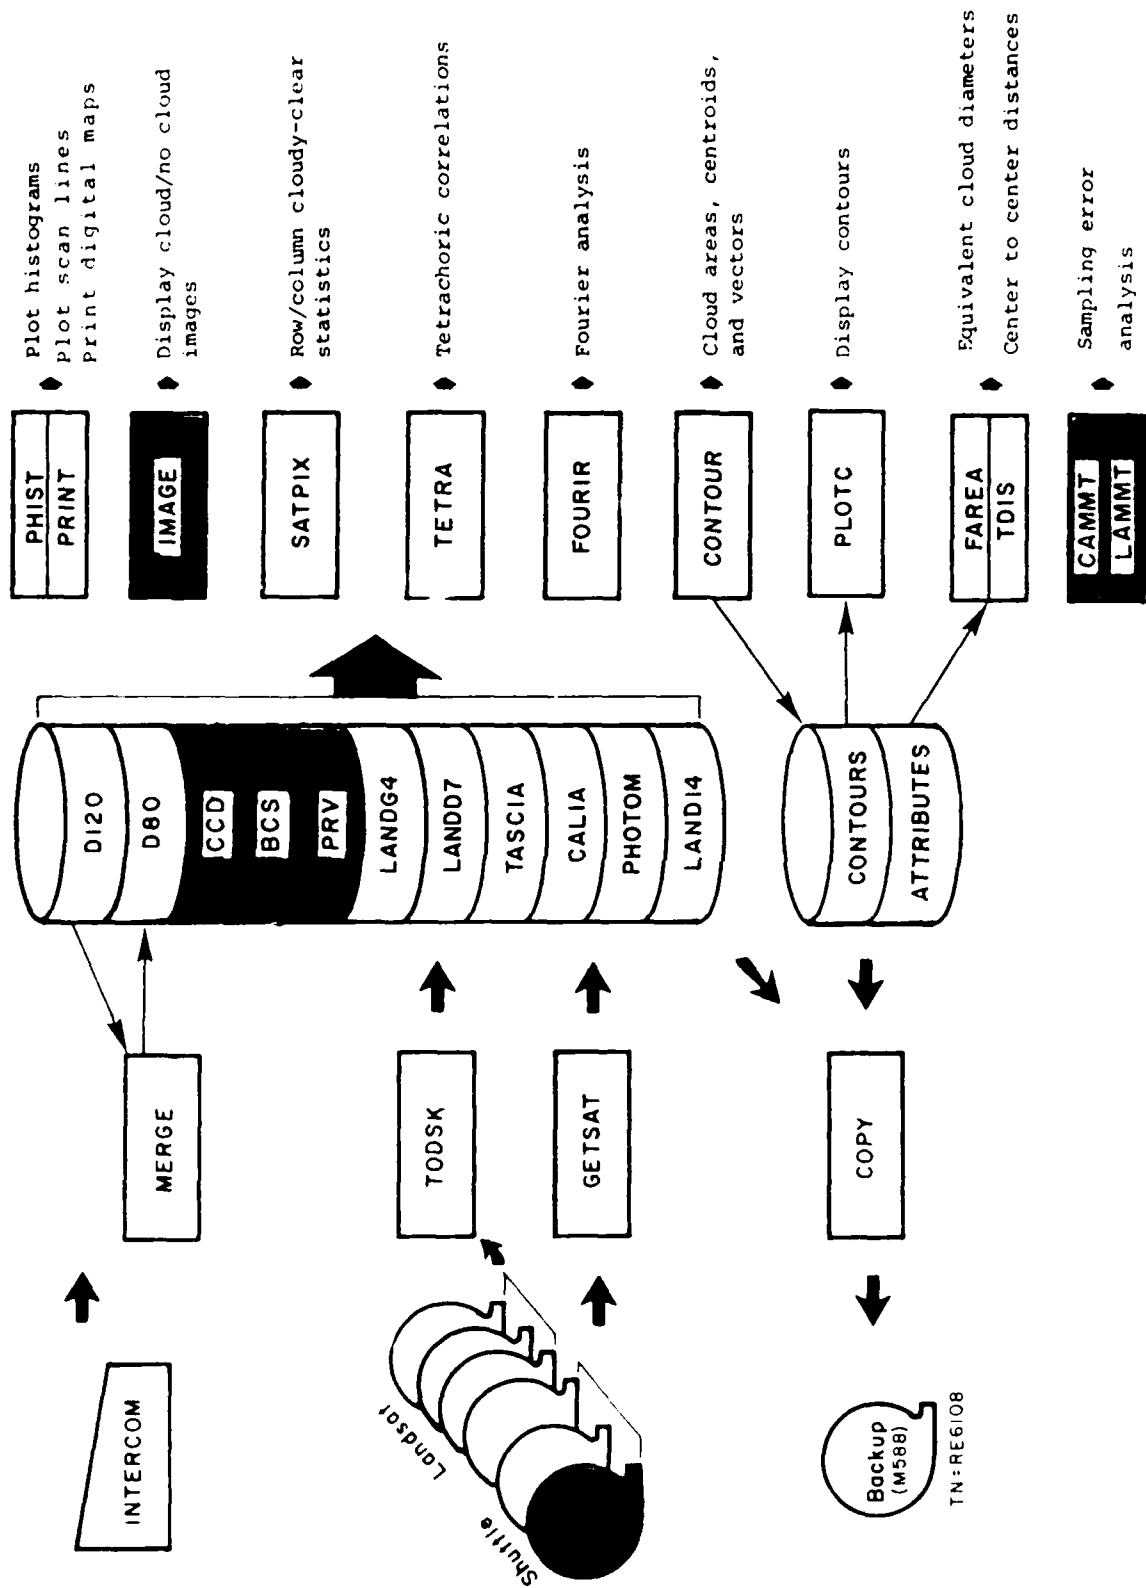 INTERCOM
MERGE
D120
D80
CCD
BCS
PRV
LANDG4
LANDD7
TASCIA
CALIA
PHOTOM
LAND14
Landsat
Shuttle
TODSK
GETSAT
COPY
Backup
(M588)
TN=RE6108
CONTOURS
ATTRIBUTES
PHIST
PRINT
Plot histograms
Plot scan lines
Print digital maps
IMAGE
Display cloud/no cloud
images
SATPIX
Row/column cloudy-clear
statistics
TETRA
Tetrachoric correlations
FOURIR
Fourier analysis
CONTOUR
Cloud areas, centroids,
and vectors
PLOTC
Display contours
FAREA
TDIS
Equivalent cloud diameters
Center to center distances
CAMMT
LAMMT
Sampling error
analysis